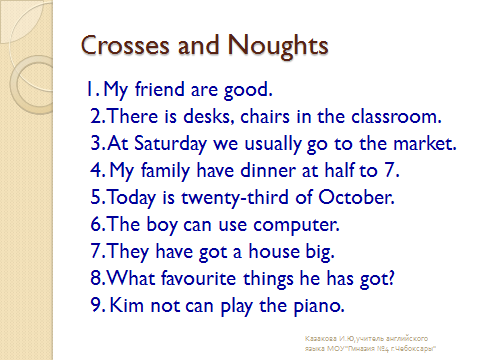 Crosses and Noughts
1. My friend are good.
2.There is desks, chairs in the classroom.
3.At Saturday we usually go to the market.
4. My family have dinner at half to 7.
5.Today is twenty-third of October.
6.The boy can use computer.
7.They have got a house big.
8.What favourite things he has got?
9. Kim not can play the piano.
Казакова И.Ю,учитель английского
языка МОУ"Гимназия №4 г.Чебоксары"